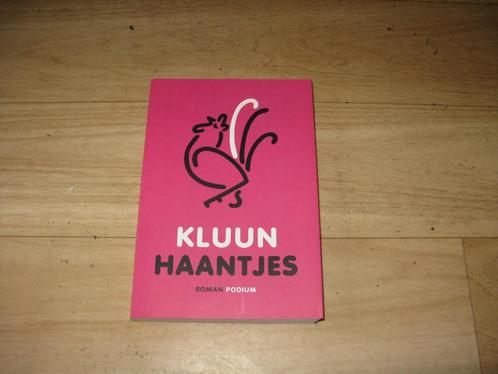 KLUUN
HAANTJES
ROMAN PODIUM